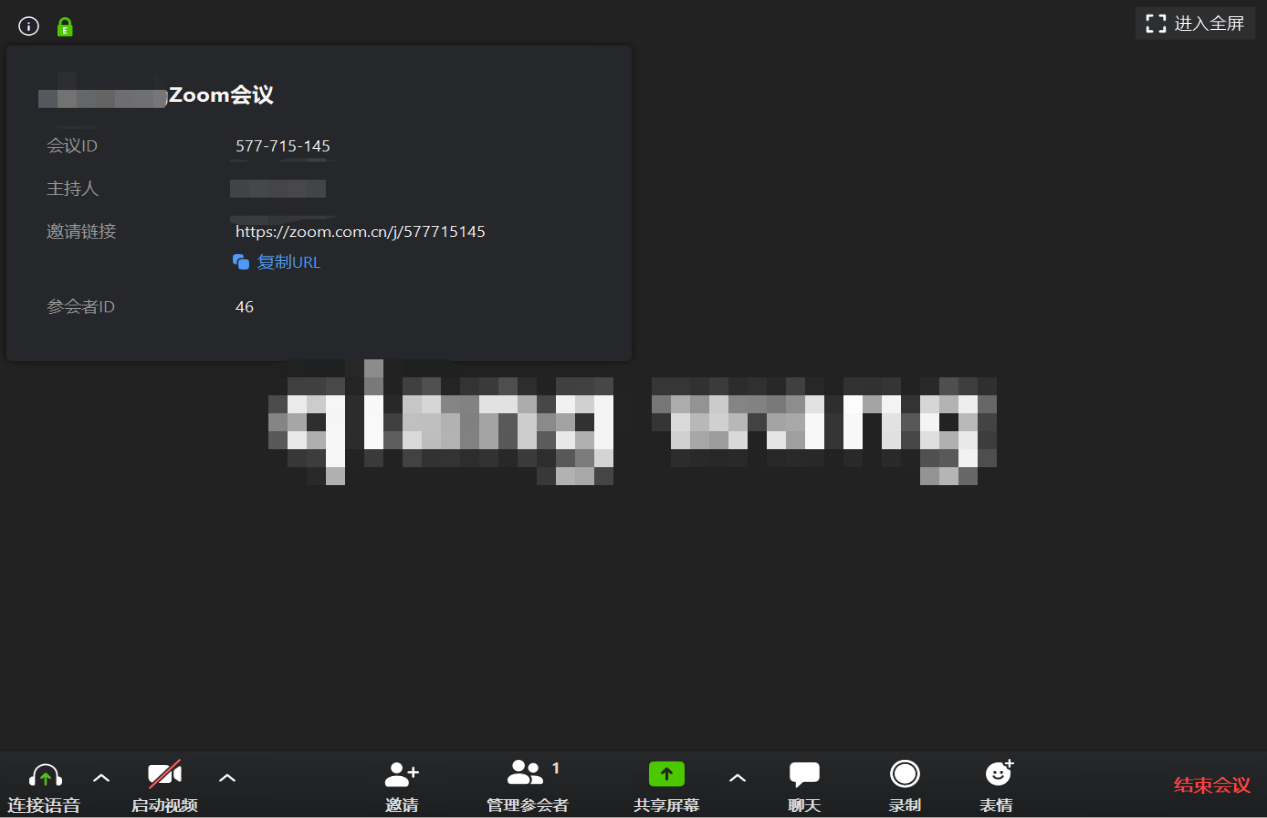 进入全屏
Zoom会议
会议ID 577-715-145
主持人
邀请链接 https://zoom.com.cn/j/577715145
复制URL
参会者ID 46
1
连接语音 启动视频 邀请 管理参会者 共享屏幕 聊天 录制 表情 结束会议